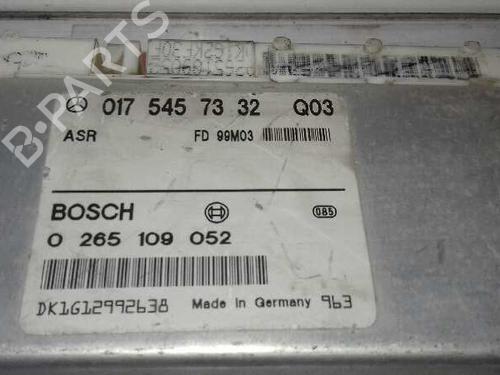 017 545 73 32 Q03
ASR FD 99M03
BOSCH 085
0 265 109 052
DK1G12992638 Made in Germany 963
B-PARTS